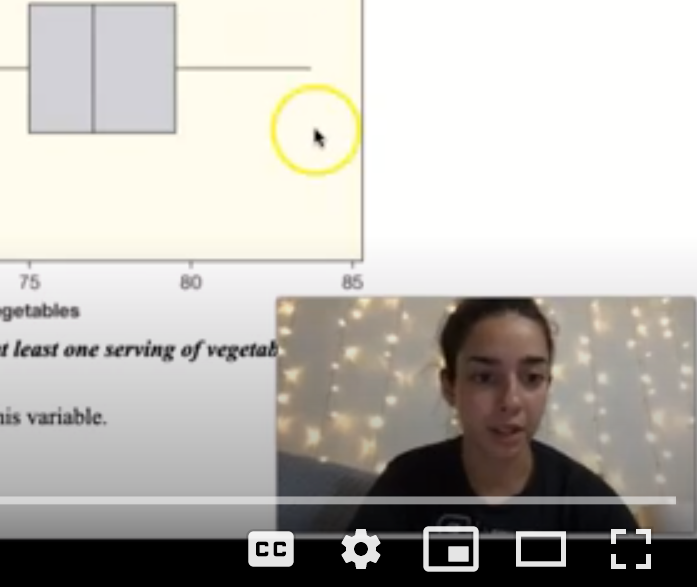 75 80 85
egetables
t least one serving of vegetab
his variable.
CC